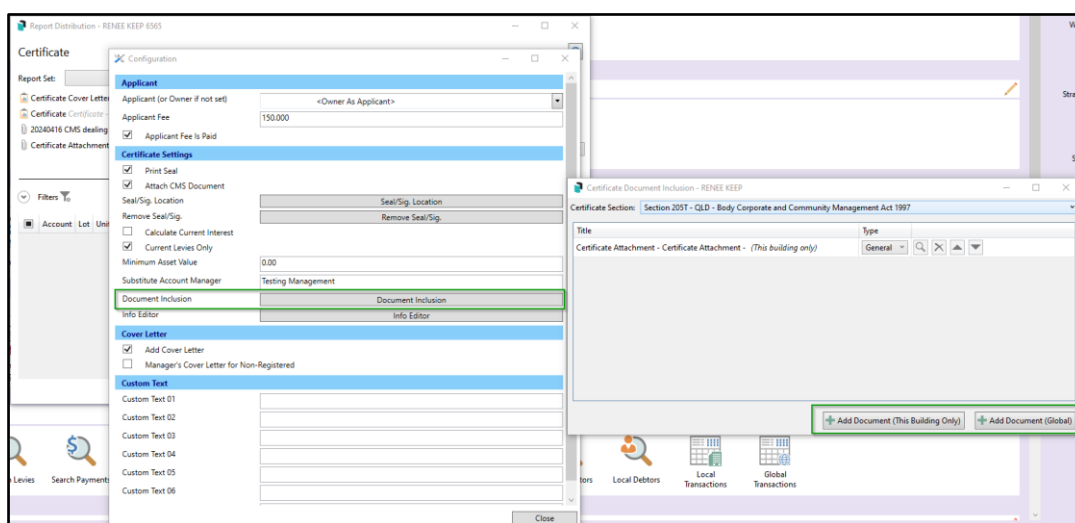 Report Distribution - RENEE KEEP 6565
Certificate
Report Set:
Certificate Cover Letter
Certificate Certificate -
20240416 CMS dealing
Certificate Attachment
Filters
Account Lot Unit
Configuration
Applicant
Applicant (or Owner if not set) <Owner As Applicant>
Applicant Fee 150.000
Applicant Fee Is Paid
Certificate Settings
Print Seal
Attach CMS Document
Seal/Sig. Location Seal/Sig. Location
Remove Seal/Sig. Remove Seal/Sig.
Calculate Current Interest
Current Levies Only
Minimum Asset Value 0.00
Substitute Account Manager Testing Management
Document Inclusion Document Inclusion
Info Editor Info Editor
Cover Letter
Add Cover Letter
Manager's Cover Letter for Non-Registered
Custom Text
Custom Text 01
Custom Text 02
Custom Text 03
Custom Text 04
Custom Text 05
Custom Text 06
Close
Certificate Document Inclusion - RENEE KEEP
Certificate Section: Section 205T - QLD - Body Corporate and Community Management Act 1997
Title Type
Certificate Attachment - Certificate Attachment - (This building only) General
Add Document (This Building Only) Add Document (Global)
Levies Search Payments
tors Local Debtors Local Transactions Global Transactions
Stra